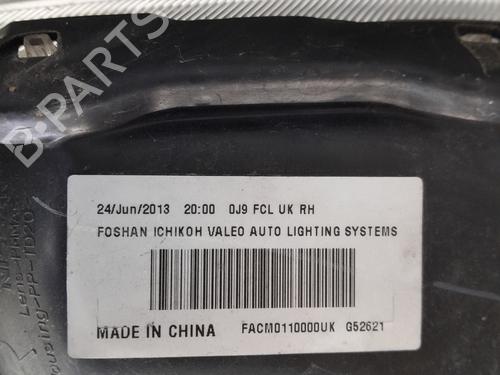 B-PARTS
24/Jun/2013 20:00 0J9 FCL UK RH
FOSHAN ICHIKOH VALEO AUTO LIGHTING SYSTEMS
MADE IN CHINA FACM0110000UK G52621